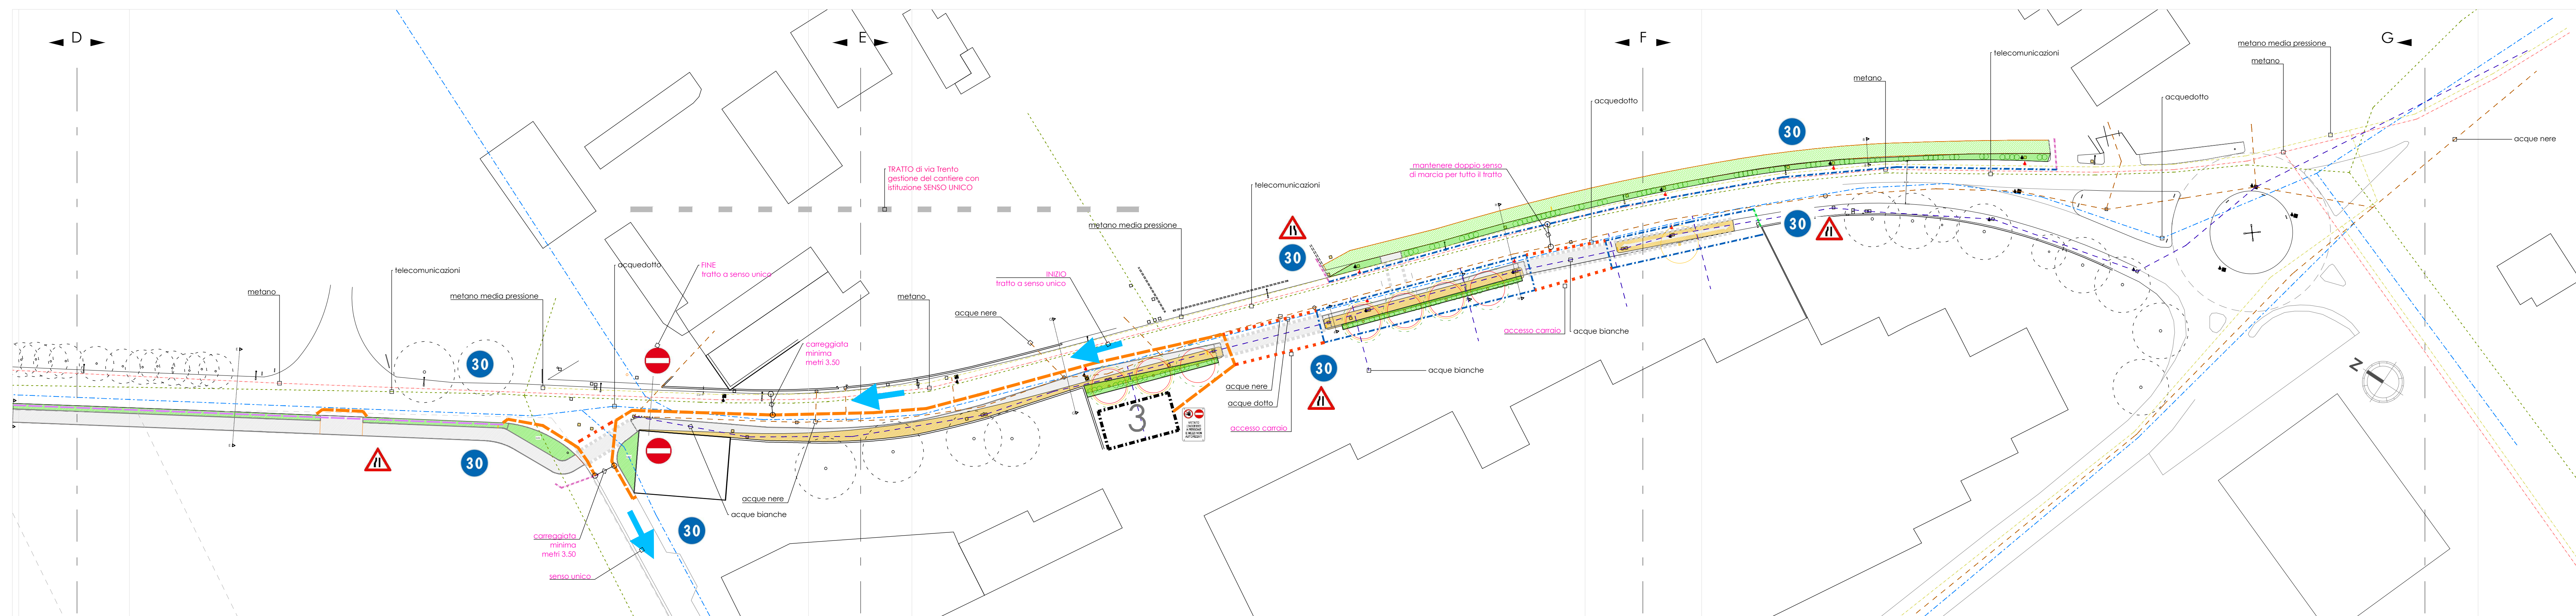 D
E
F
G
metano media pressione
metano
telecomunicazioni
metano
acquedotto
acquedotto
acque nere
30
mantenere doppio senso
di marcia per tutto il tratto
TRATTO di via Trento
gestione del cantiere con
istituzione SENSO UNICO
telecomunicazioni
metano media pressione
30
30
FINE
tratto a senso unico
acquedotto
telecomunicazioni
metano
metano media pressione
INIZIO
tratto a senso unico
metano
acque nere
accesso carraio
acque bianche
carreggiata
minima
metri 3,50
30
30
acque bianche
acque nere
acque dotto
accesso carraio
3
N
30
acque nere
acque bianche
30
carreggiata
minima
metri 3,50
senso unico